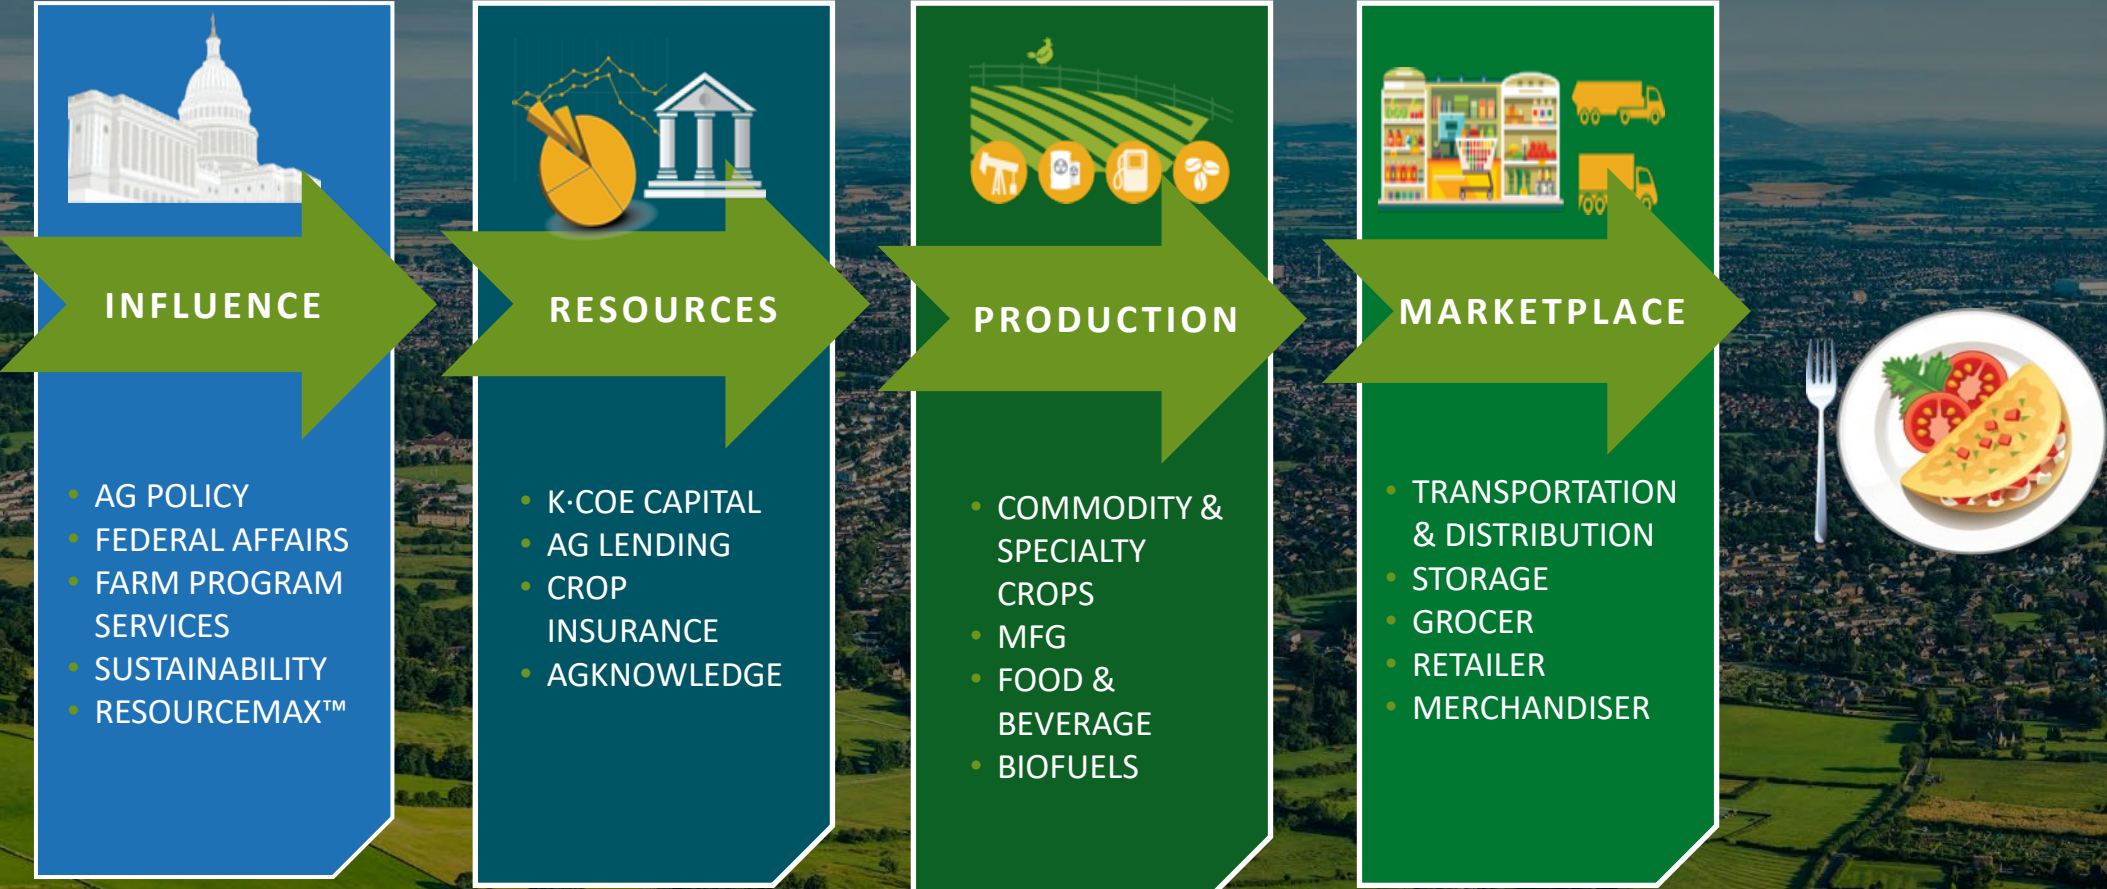 INFLUENCE
• AG POLICY
• FEDERAL AFFAIRS
• FARM PROGRAM
SERVICES
• SUSTAINABILITY
• RESOURCEMAX™
RESOURCES
• K·COE CAPITAL
• AG LENDING
• CROP
INSURANCE
• AGKNOWLEDGE
PRODUCTION
• COMMODITY &
SPECIALTY
CROPS
• MFG
• FOOD &
BEVERAGE
• BIOFUELS
MARKETPLACE
• TRANSPORTATION
& DISTRIBUTION
• STORAGE
• GROCER
• RETAILER
• MERCHANDISER